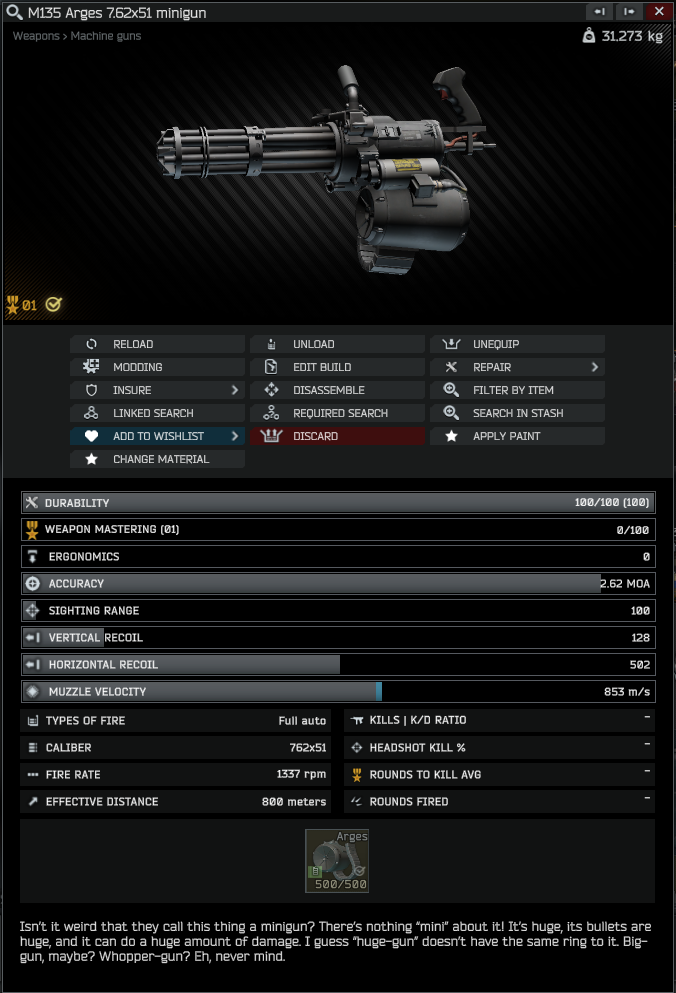 M135 Arges 7.62x51 minigun
Weapons > Machine guns
31.273 kg
01
RELOAD
UNLOAD
UNEQUIP
MODDING
EDIT BUILD
REPAIR
INSURE
DISASSEMBLE
FILTER BY ITEM
LINKED SEARCH
REQUIRED SEARCH
SEARCH IN STASH
ADD TO WISHLIST
DISCARD
APPLY PAINT
CHANGE MATERIAL
DURABILITY 100/100 (100)
WEAPON MASTERING (01) 0/100
ERGONOMICS 0
ACCURACY 2.62 MOA
SIGHTING RANGE 100
VERTICAL RECOIL 128
HORIZONTAL RECOIL 502
MUZZLE VELOCITY 853 m/s
TYPES OF FIRE Full auto
KILLS | K/D RATIO –
CALIBER 762x51
HEADSHOT KILL % –
FIRE RATE 1337 rpm
ROUNDS TO KILL AVG –
EFFECTIVE DISTANCE 800 meters
ROUNDS FIRED –
Arges
500/500
Isn't it weird that they call this thing a minigun? There's nothing "mini" about it! It's huge, its bullets are
huge, and it can do a huge amount of damage. I guess "huge-gun" doesn't have the same ring to it. Big-
gun, maybe? Whopper-gun? Eh, never mind.